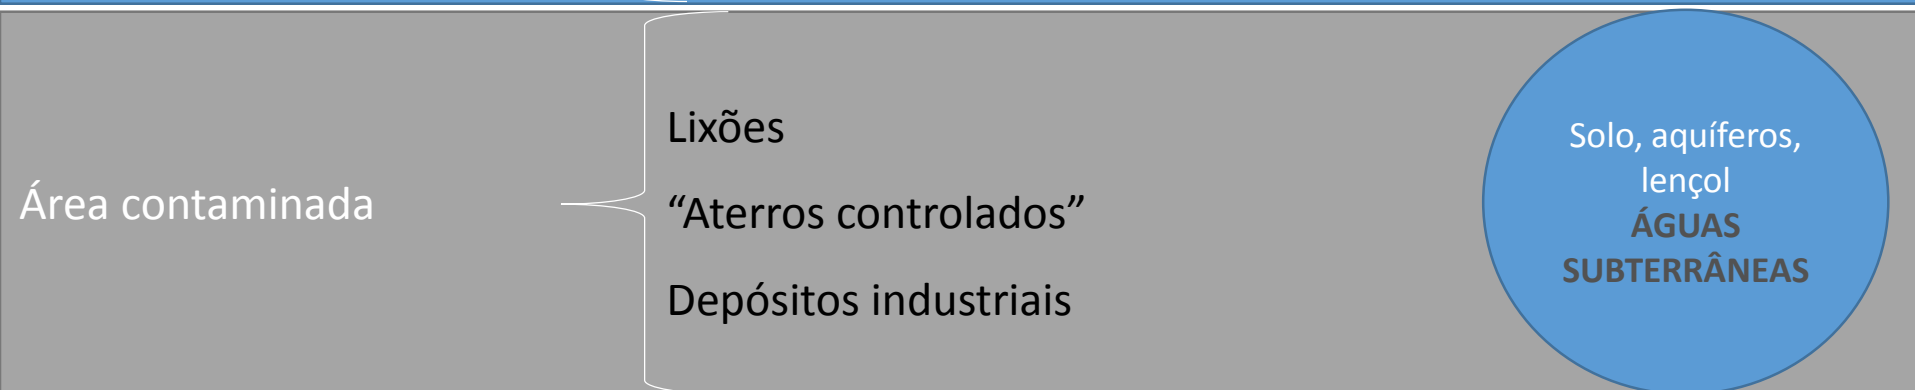 Área contaminada
Lixões
“Aterros controlados”
Depósitos industriais
Solo, aquíferos,
lençol
ÁGUAS
SUBTERRÂNEAS